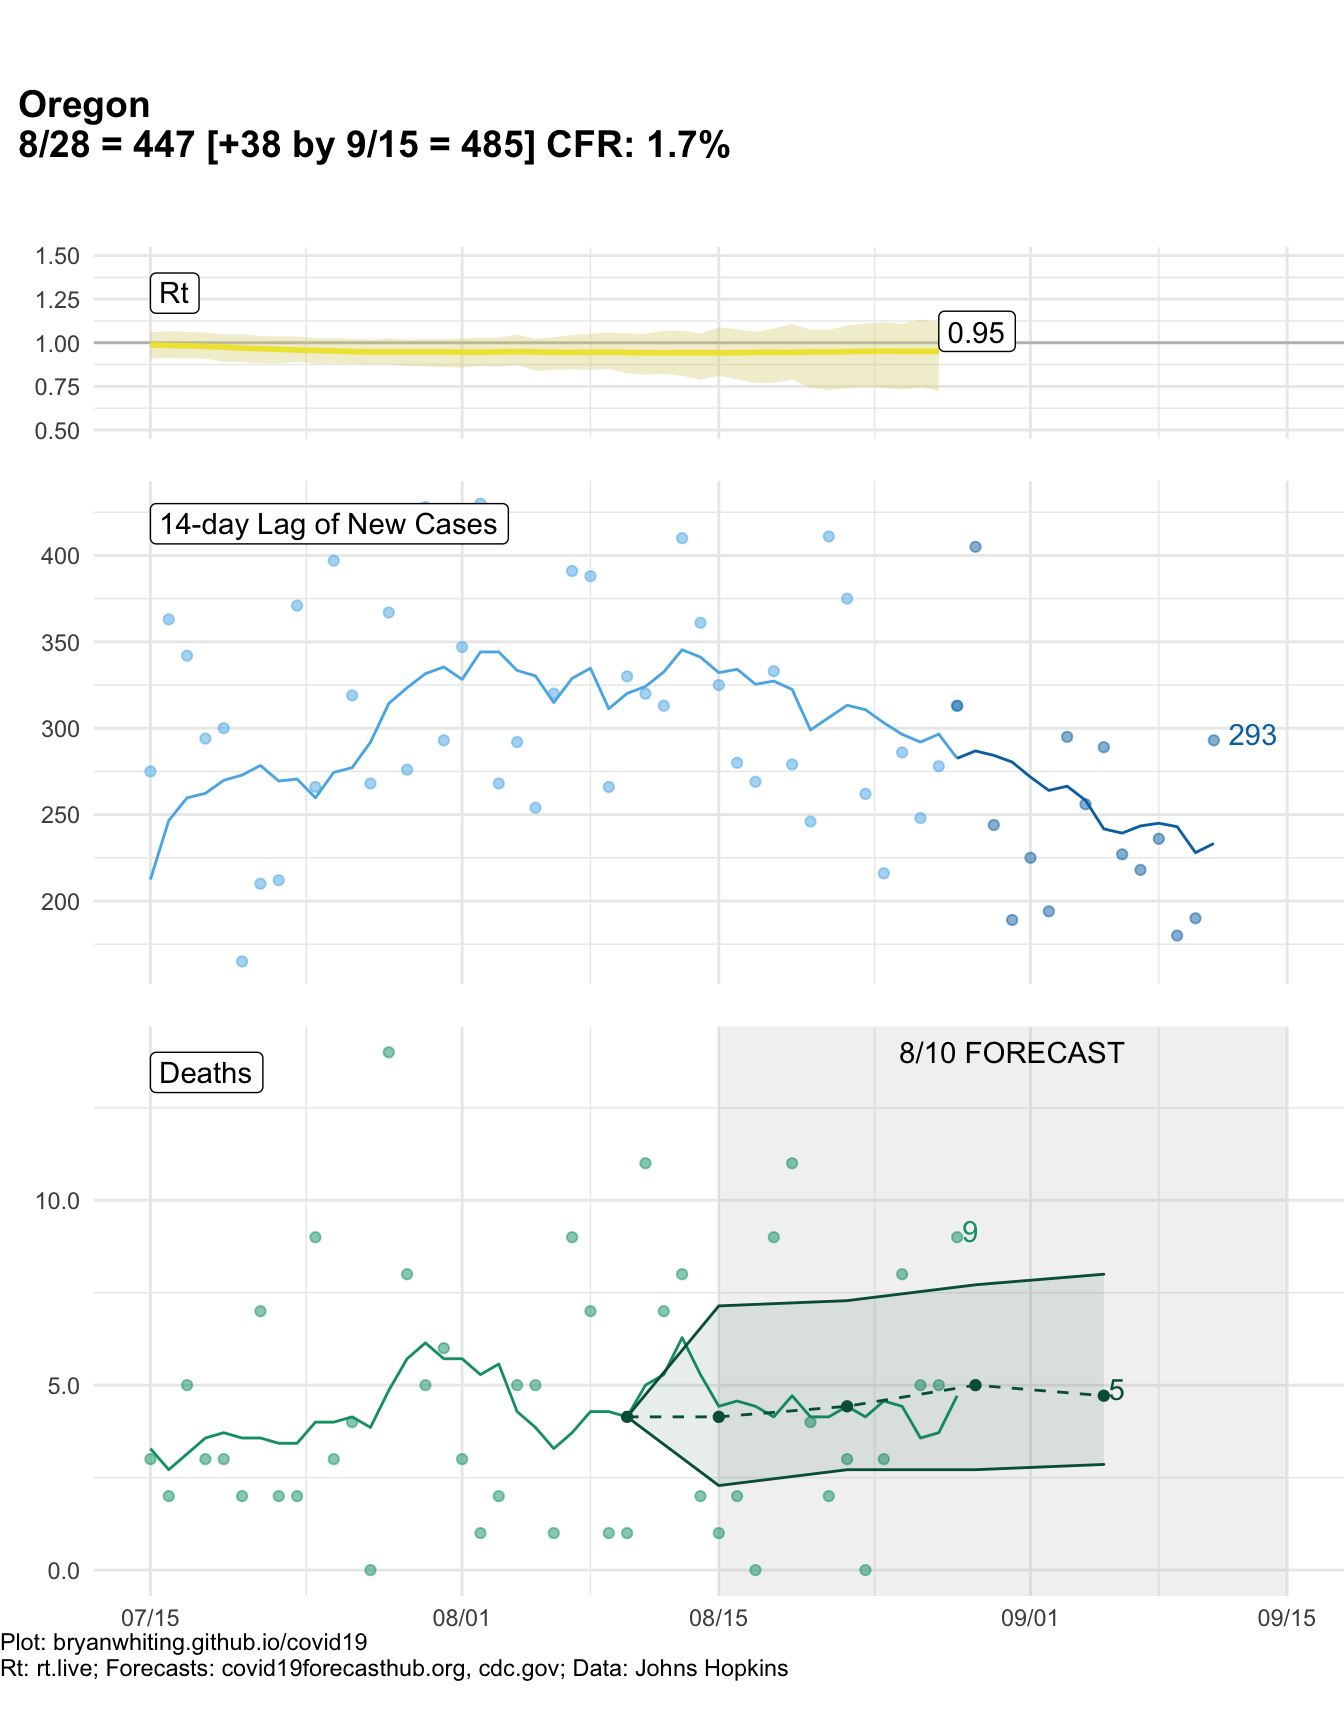 Oregon
8/28 = 447 [+38 by 9/15 = 485] CFR: 1.7%
1.50
Rt
1.25
0.95
1.00
0.75
0.50
14-day Lag of New Cases
400
350
300
293
250
200
8/10 FORECAST
Deaths
10.0
9
5.0
5
0.0
07/15 08/01 08/15 09/01 09/15
Plot: bryanwhiting.github.io/covid19
Rt: rt.live; Forecasts: covid19forecasthub.org, cdc.gov; Data: Johns Hopkins